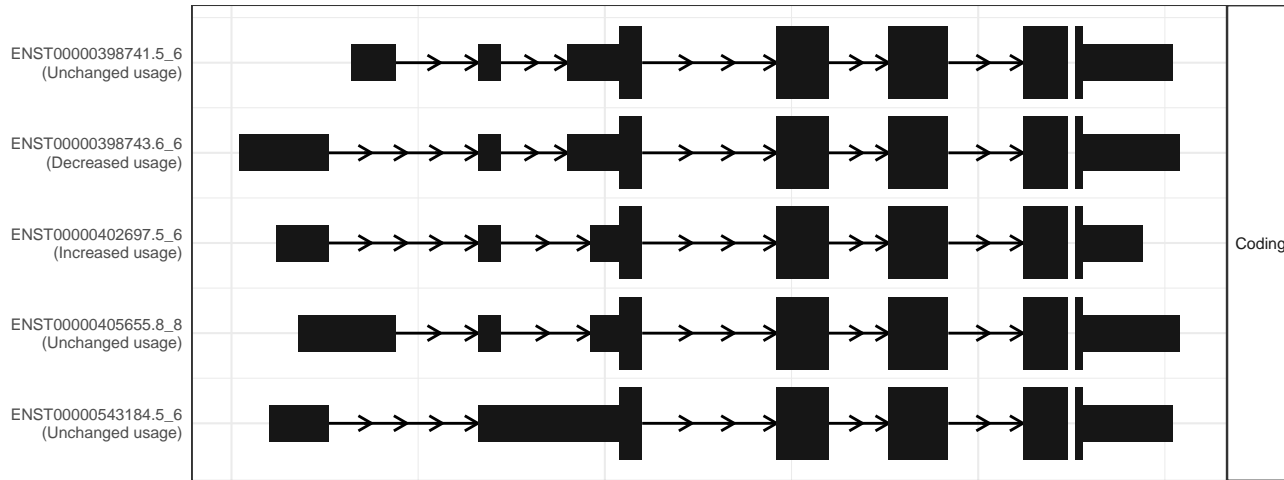 ENST00000398741.5_6
(Unchanged usage)
ENST00000398743.6_6
(Decreased usage)
ENST00000402697.5_6
(Increased usage)
Coding
ENST00000405655.8_8
(Unchanged usage)
ENST00000543184.5_6
(Unchanged usage)